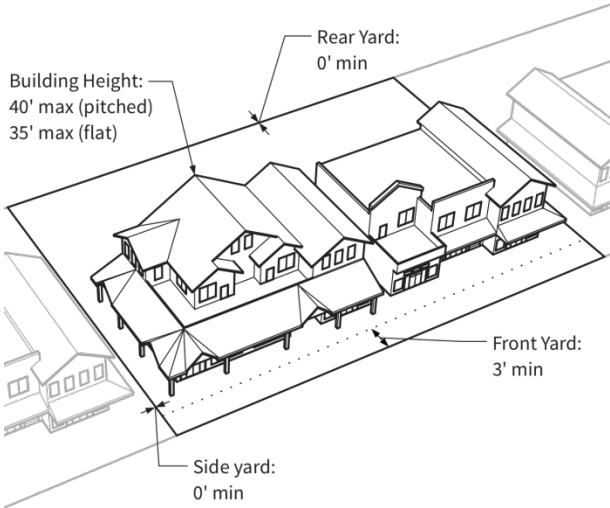 Rear Yard:
0' min
Building Height:
40' max (pitched)
35' max (flat)
Front Yard:
3' min
Side yard:
0' min